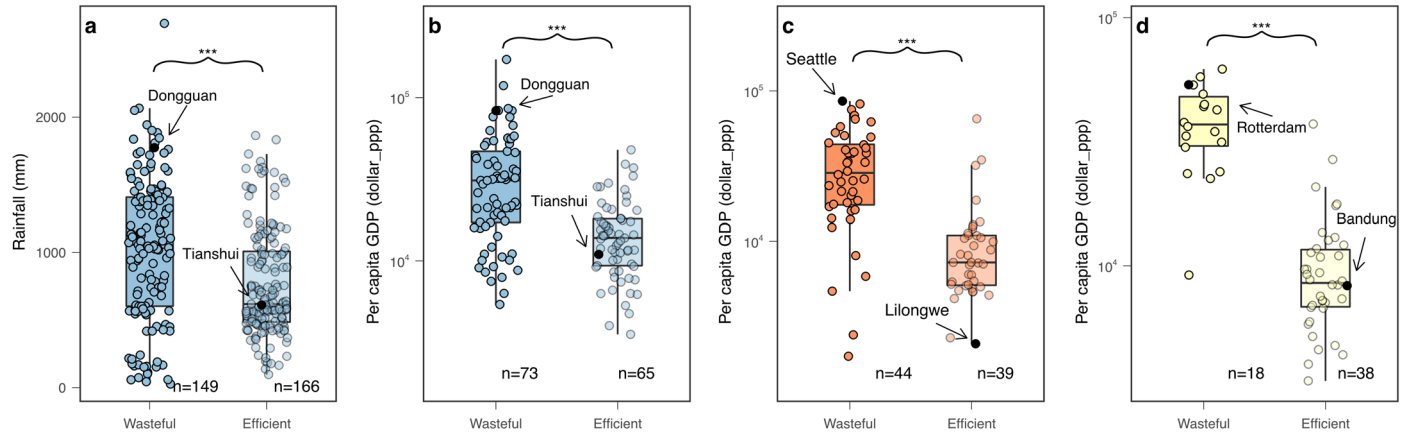 a
***
Dongguan
Tianshui
n=149
n=166
Rainfall (mm)
2000
1000
0
Wasteful
Efficient
b
***
Dongguan
Tianshui
n=73
n=65
Per capita GDP (dollar_ppp)
10⁵
10⁴
Wasteful
Efficient
c
***
Seattle
Lilongwe
n=44
n=39
Per capita GDP (dollar_ppp)
10⁵
10⁴
Wasteful
Efficient
d
***
Rotterdam
Bandung
n=18
n=38
Per capita GDP (dollar_ppp)
10⁵
10⁴
Wasteful
Efficient